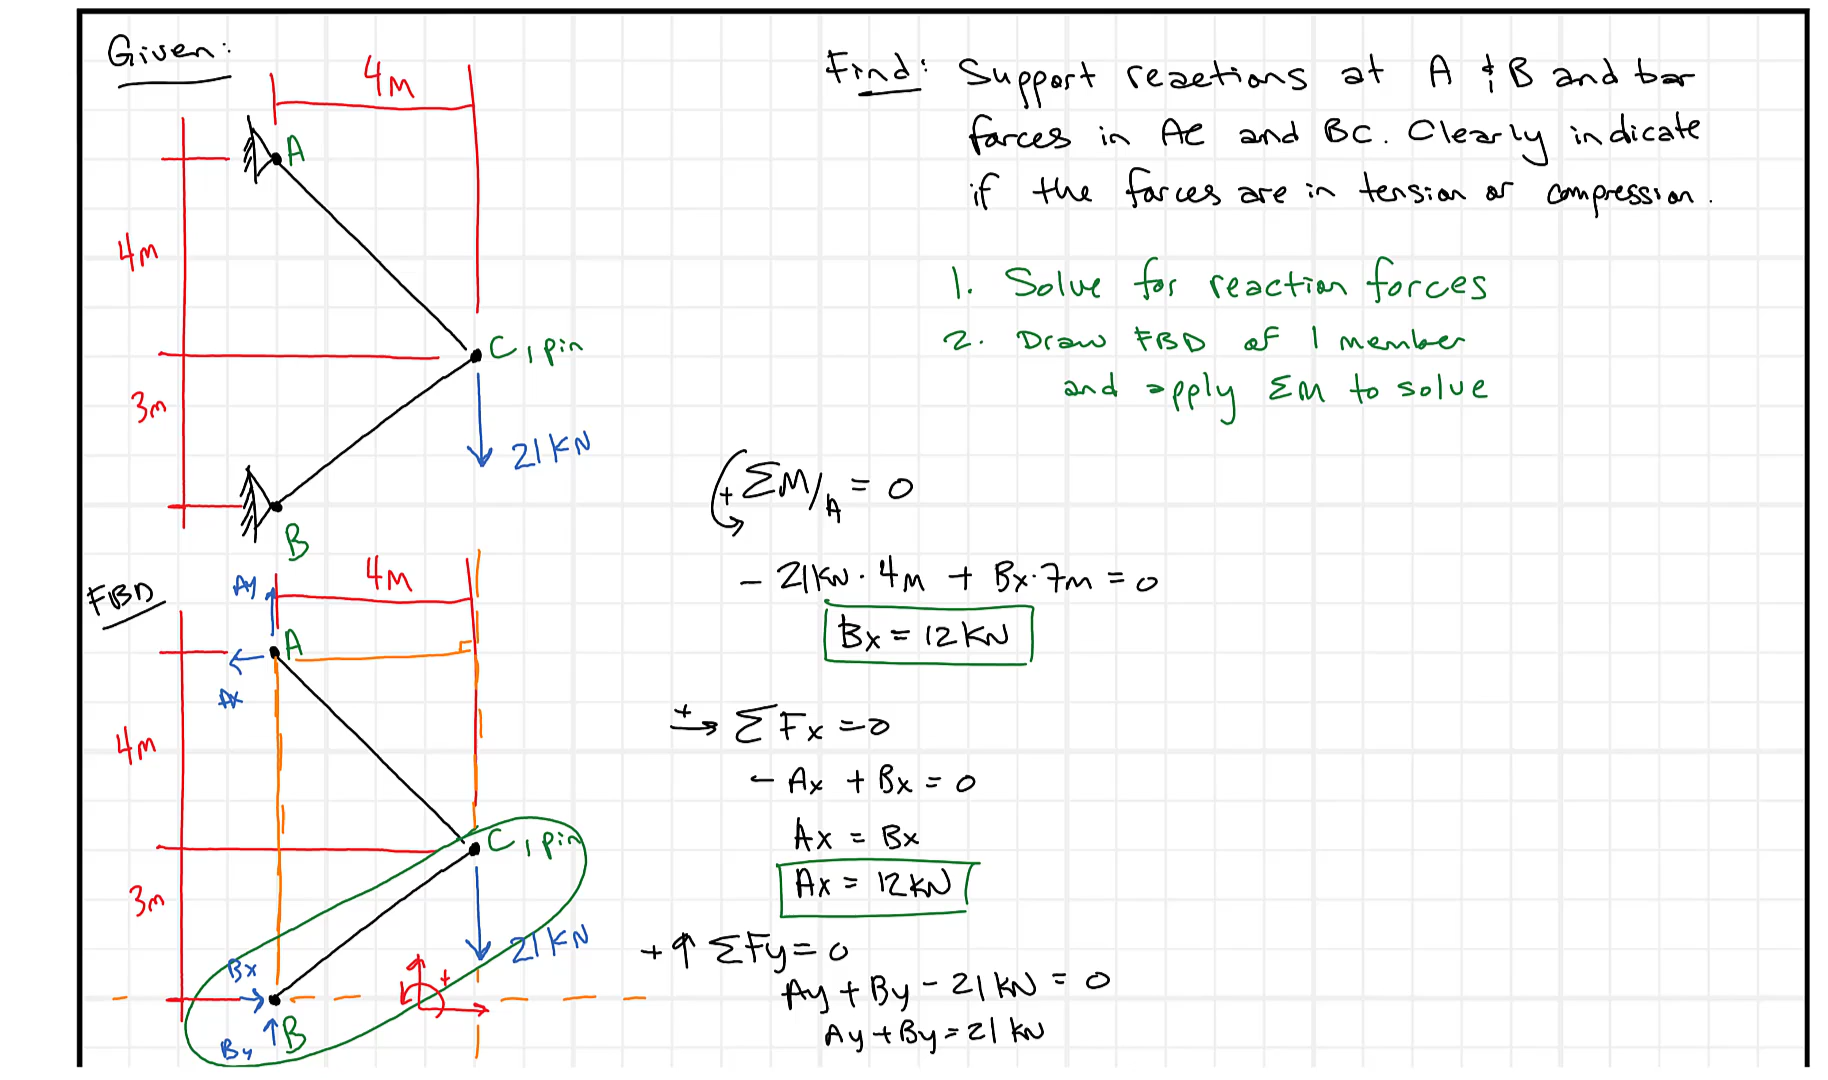 Given:
4m
A
4m
C, pin
3m
21KN
B
Find: Support reactions at A & B and bar
forces in AC and BC. Clearly indicate
if the forces are in tension or compression.
1. Solve for reaction forces
2. Draw FBD of 1 member
and apply ΣM to solve
FBD
Ay
4m
A
Ax
4m
C, pin
3m
21KN
Bx
B
By
+
+ ΣM/A = 0
- 21KN · 4m + Bx · 7m = 0
Bx = 12KN
+→ ΣFx = 0
- Ax + Bx = 0
Ax = Bx
Ax = 12KN
+↑ ΣFy = 0
Ay + By - 21KN = 0
Ay + By = 21KN